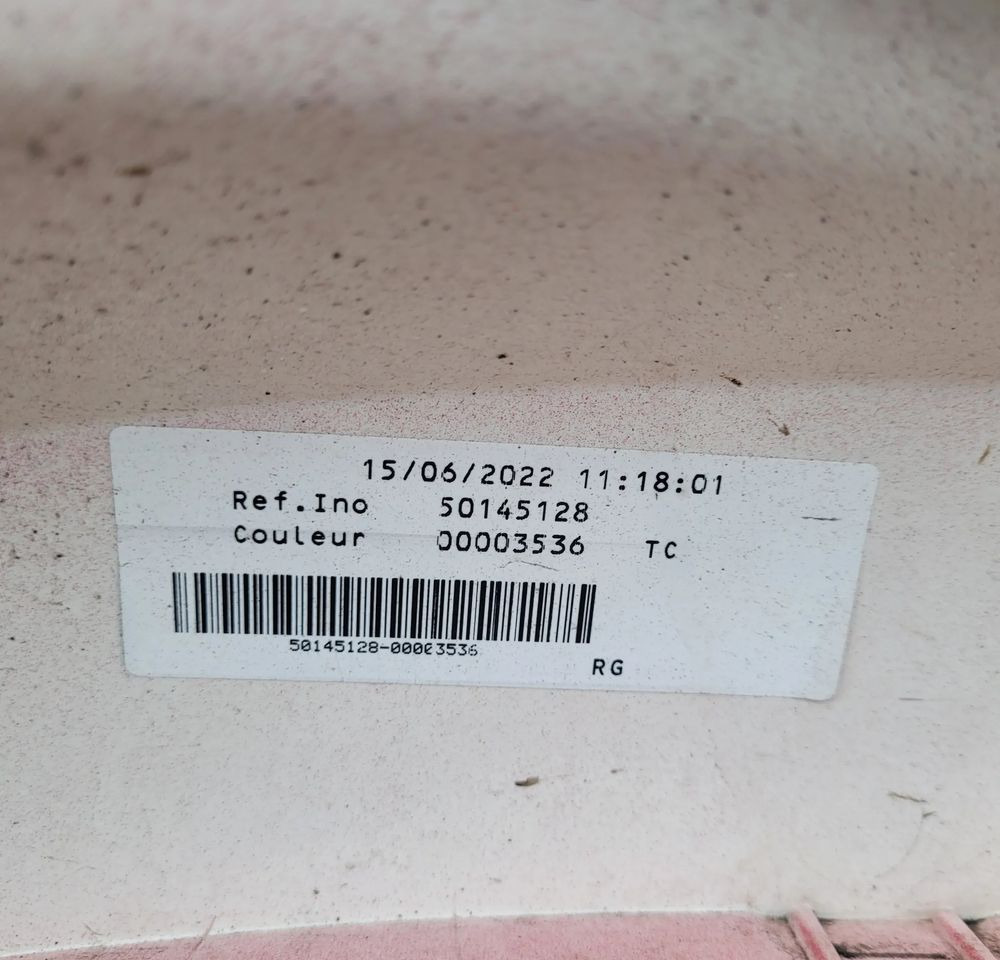 15/06/2022 11:18:01
Ref.Ino 50145128
Couleur 00003536 TC
50145128-00003536
RG